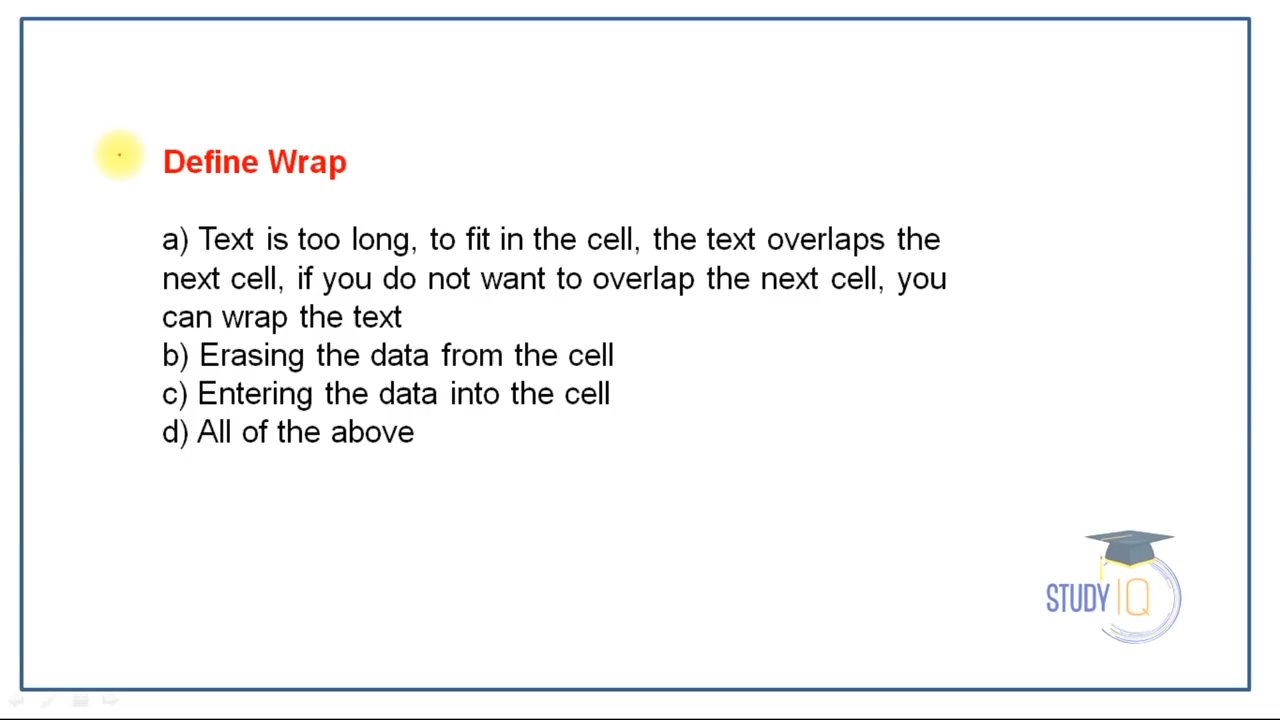 Define Wrap
a) Text is too long, to fit in the cell, the text overlaps the
next cell, if you do not want to overlap the next cell, you
can wrap the text
b) Erasing the data from the cell
c) Entering the data into the cell
d) All of the above
STUDY IQ